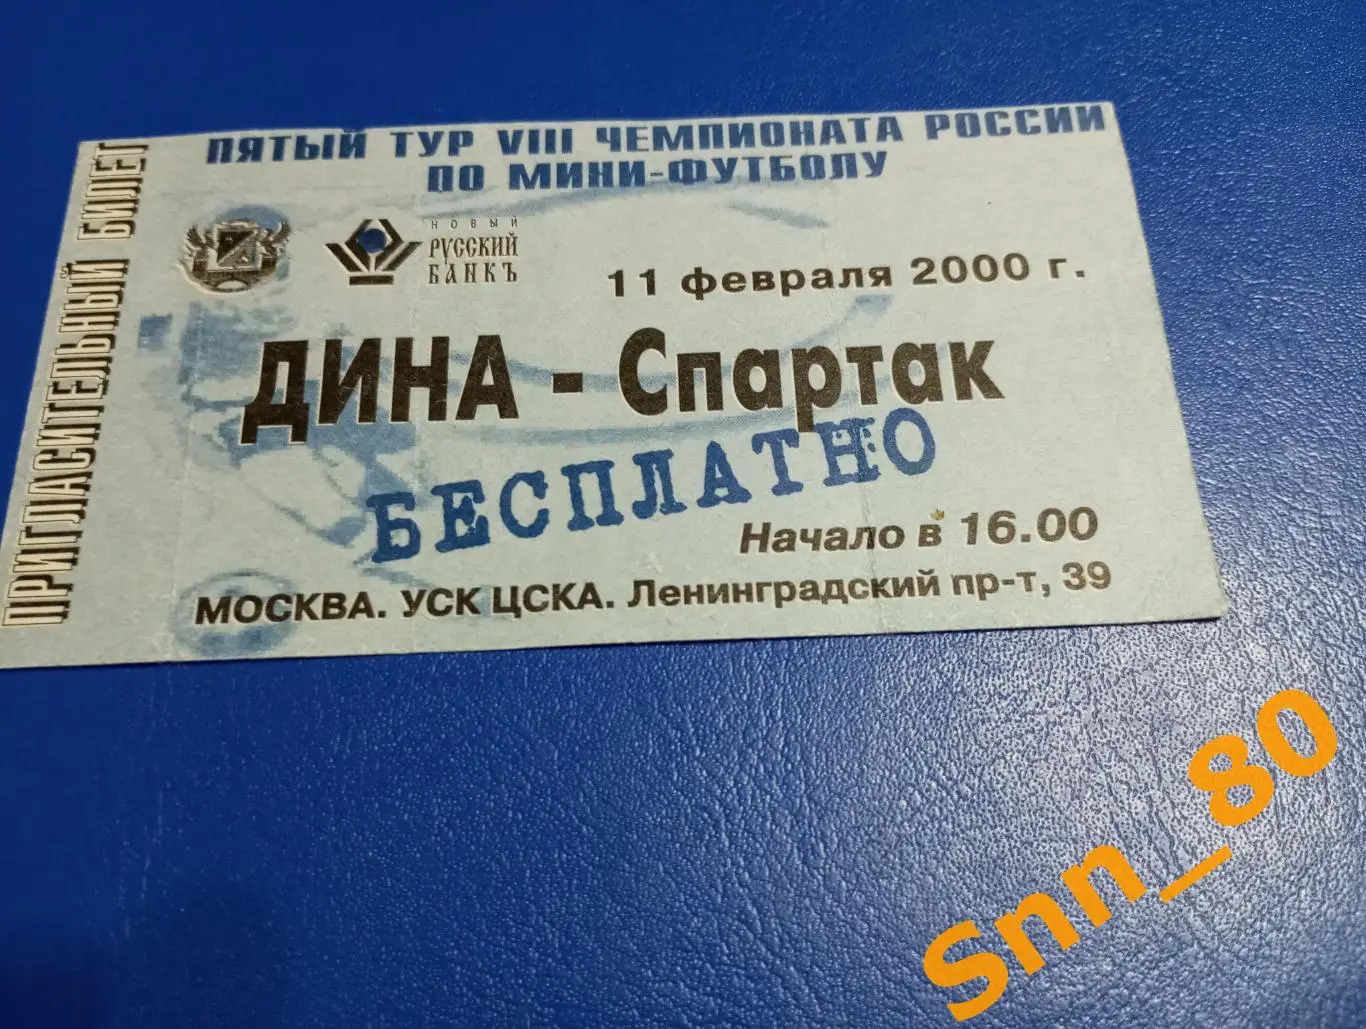 ПЯТЫЙ ТУР VIII ЧЕМПИОНАТА РОССИИ
ПО МИНИ-ФУТБОЛУ
ПРИГЛАСИТЕЛЬНЫЙ БИЛЕТ
НОВЫЙ
РУССКИЙ
БАНКЪ
11 февраля 2000 г.
ДИНА - Спартак
БЕСПЛАТНО
Начало в 16.00
МОСКВА. УСК ЦСКА. Ленинградский пр-т, 39
Snn_80